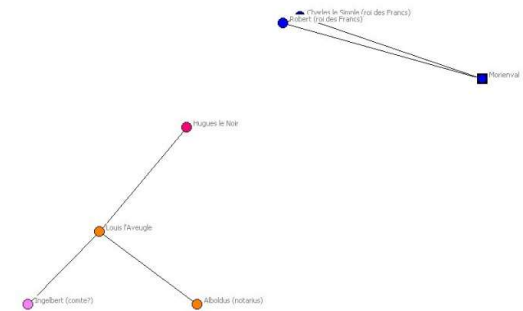 Charles le Simple (roi des Francs)
Robert (roi des Francs)
Morienval
Hugues le Noir
Louis l'Aveugle
Engelbert (comte?)
Alboldus (notarius)